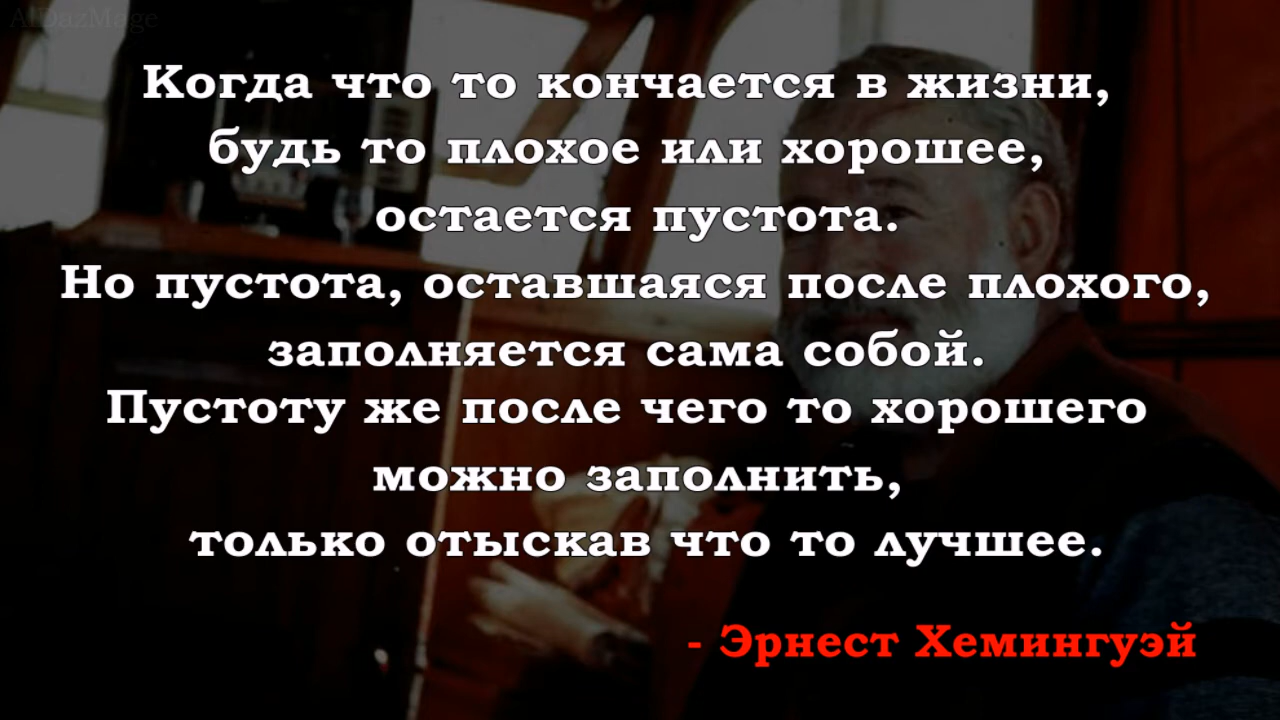 AlDazMage
Когда что то кончается в жизни,
будь то плохое или хорошее,
остается пустота.
Но пустота, оставшаяся после плохого,
заполняется сама собой.
Пустоту же после чего то хорошего
можно заполнить,
только отыскав что то лучшее.
- Эрнест Хемингуэй